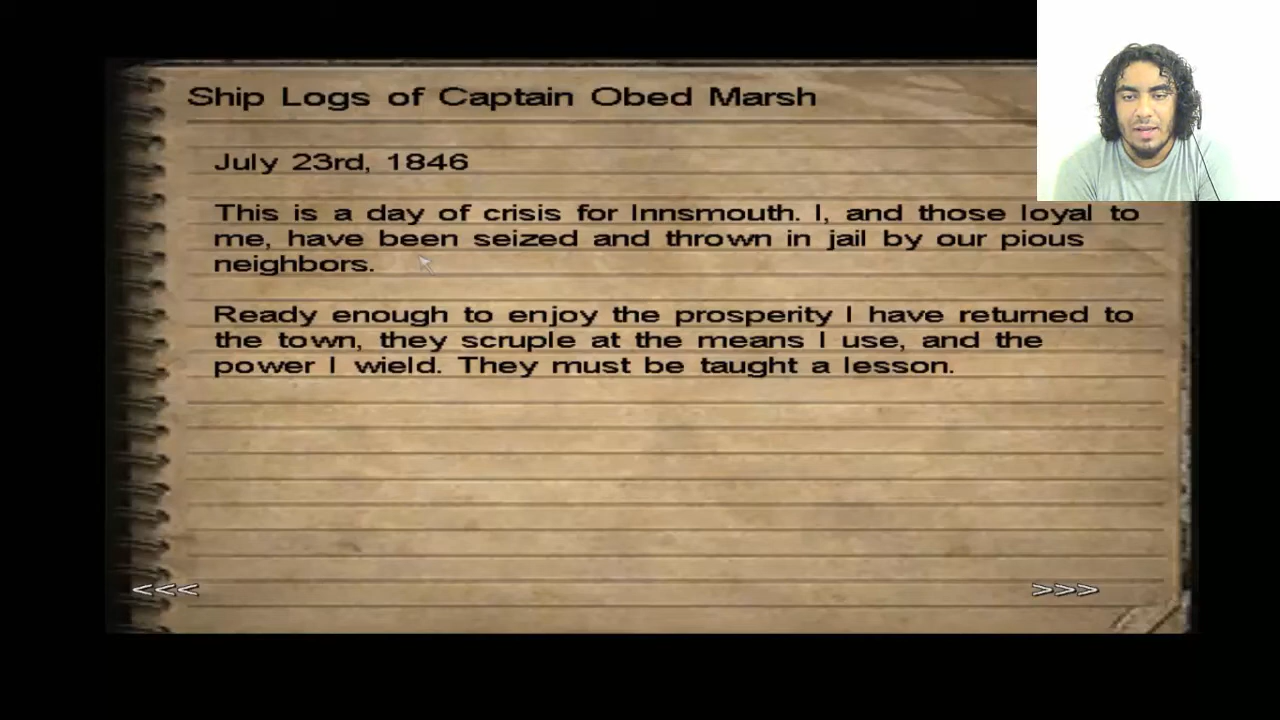 Ship Logs of Captain Obed Marsh
July 23rd, 1846
This is a day of crisis for Innsmouth. I, and those loyal to
me, have been seized and thrown in jail by our pious
neighbors.
Ready enough to enjoy the prosperity I have returned to
the town, they scruple at the means I use, and the
power I wield. They must be taught a lesson.
<<<
>>>